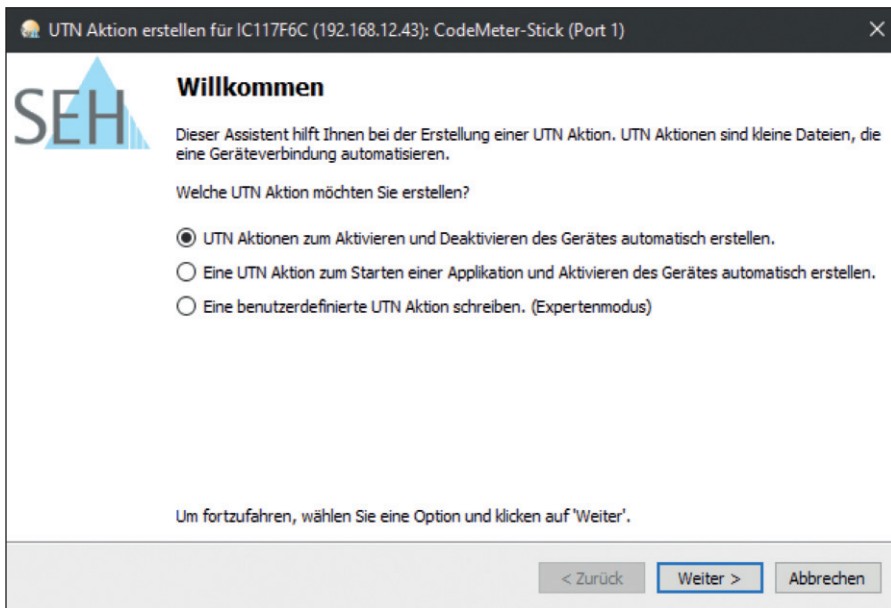 UTN Aktion erstellen für IC117F6C (192.168.12.43): CodeMeter-Stick (Port 1)
SEH
Willkommen
Dieser Assistent hilft Ihnen bei der Erstellung einer UTN Aktion. UTN Aktionen sind kleine Dateien, die
eine Geräteverbindung automatisieren.
Welche UTN Aktion möchten Sie erstellen?
UTN Aktionen zum Aktivieren und Deaktivieren des Gerätes automatisch erstellen.
Eine UTN Aktion zum Starten einer Applikation und Aktivieren des Gerätes automatisch erstellen.
Eine benutzerdefinierte UTN Aktion schreiben. (Expertenmodus)
Um fortzufahren, wählen Sie eine Option und klicken auf 'Weiter'.
< Zurück Weiter > Abbrechen